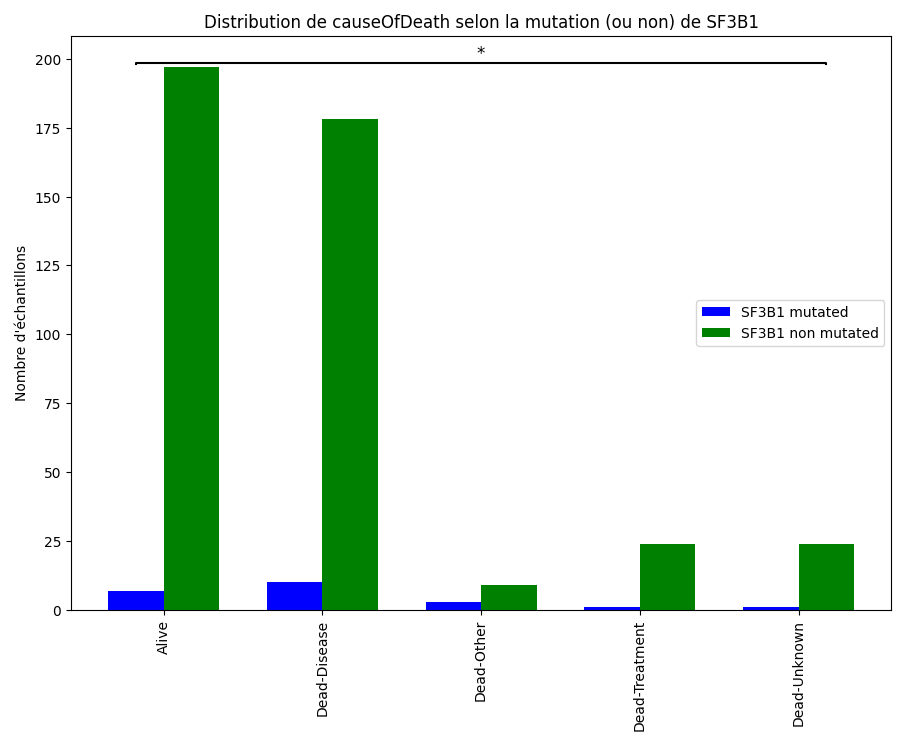 Distribution de causeOfDeath selon la mutation (ou non) de SF3B1
*
200
175
150
125
100
75
50
25
0
Nombre d'échantillons
SF3B1 mutated
SF3B1 non mutated
Alive
Dead-Disease
Dead-Other
Dead-Treatment
Dead-Unknown